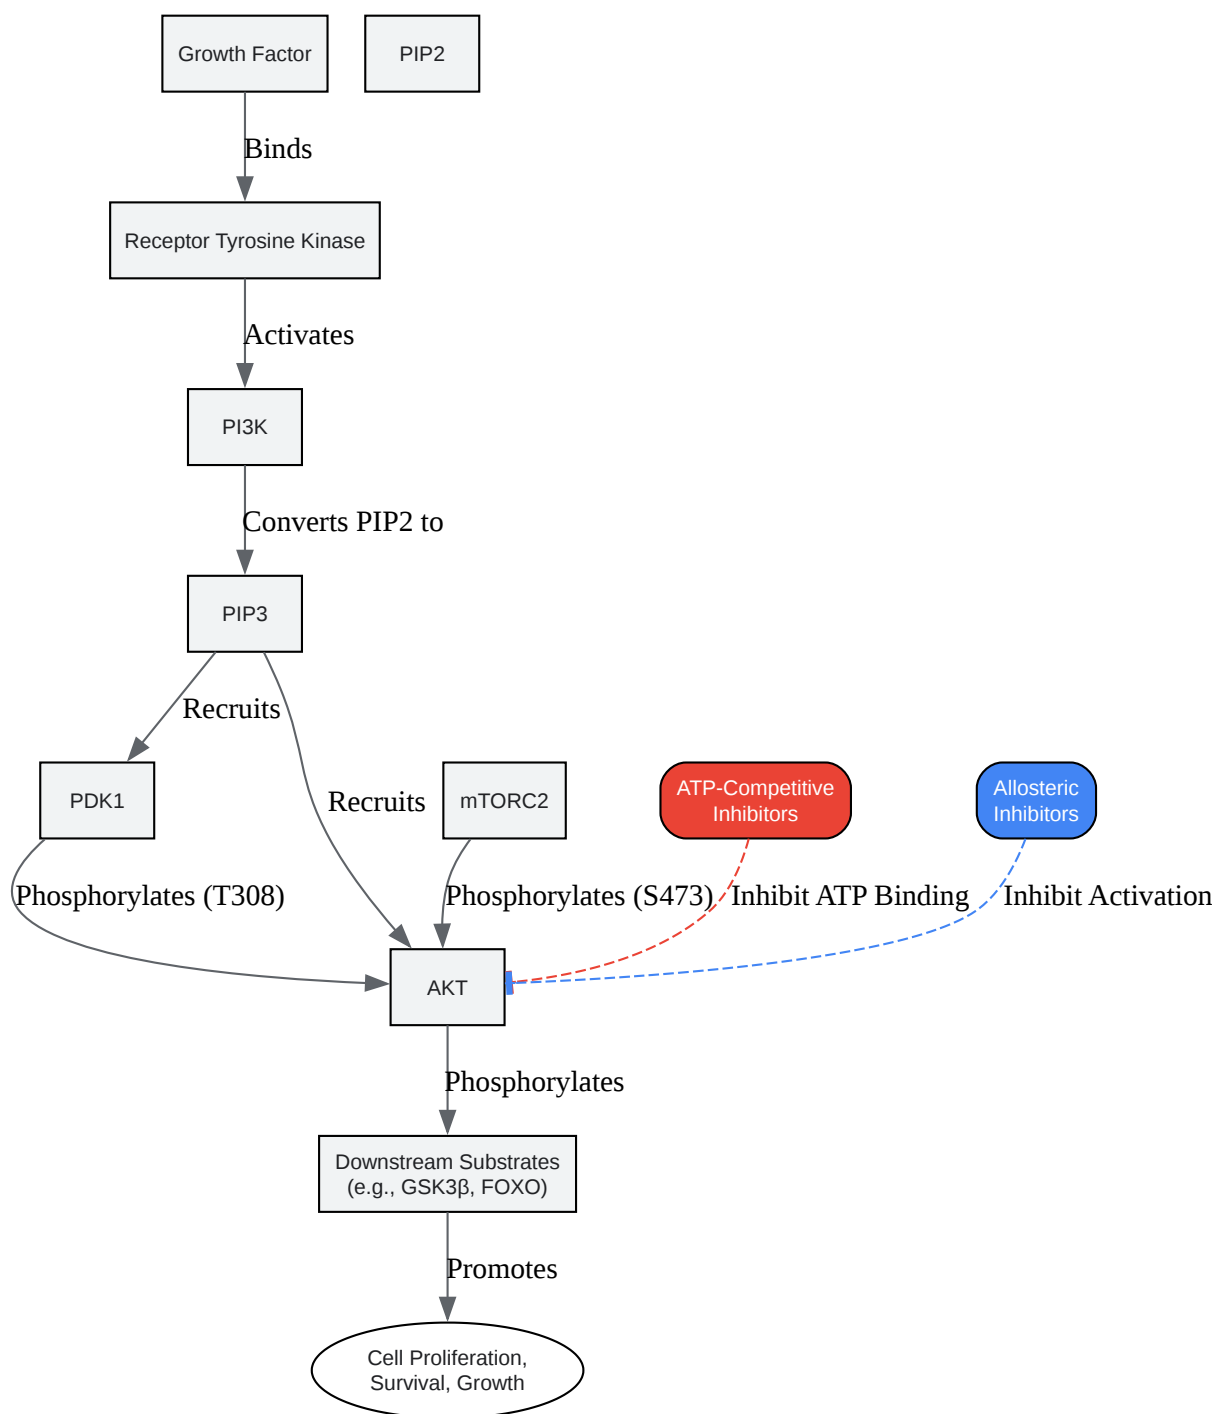 Growth Factor
PIP2
Binds
Receptor Tyrosine Kinase
Activates
PI3K
Converts PIP2 to
PIP3
Recruits
Recruits
PDK1
mTORC2
ATP-Competitive
Inhibitors
Allosteric
Inhibitors
Phosphorylates (T308)
Phosphorylates (S473)
Inhibit ATP Binding
Inhibit Activation
AKT
Phosphorylates
Downstream Substrates
(e.g., GSK3β, FOXO)
Promotes
Cell Proliferation,
Survival, Growth